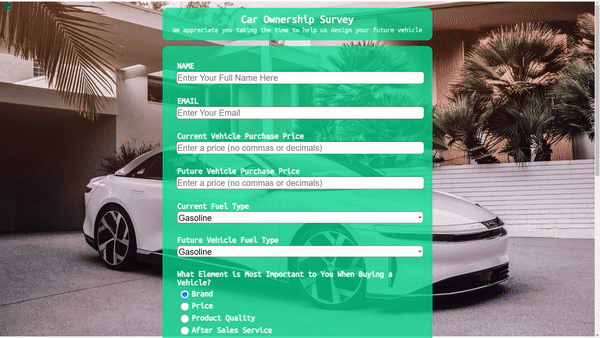 Car Ownership Survey
We appreciate you taking the time to help us design your future vehicle
NAME
Enter Your Full Name Here
EMAIL
Enter Your Email
Current Vehicle Purchase Price
Enter a price (no commas or decimals)
Future Vehicle Purchase Price
Enter a price (no commas or decimals)
Current Fuel Type
Gasoline
Future Vehicle Fuel Type
Gasoline
What Element is Most Important to You When Buying a
Vehicle?
Brand
Price
Product Quality
After Sales Service